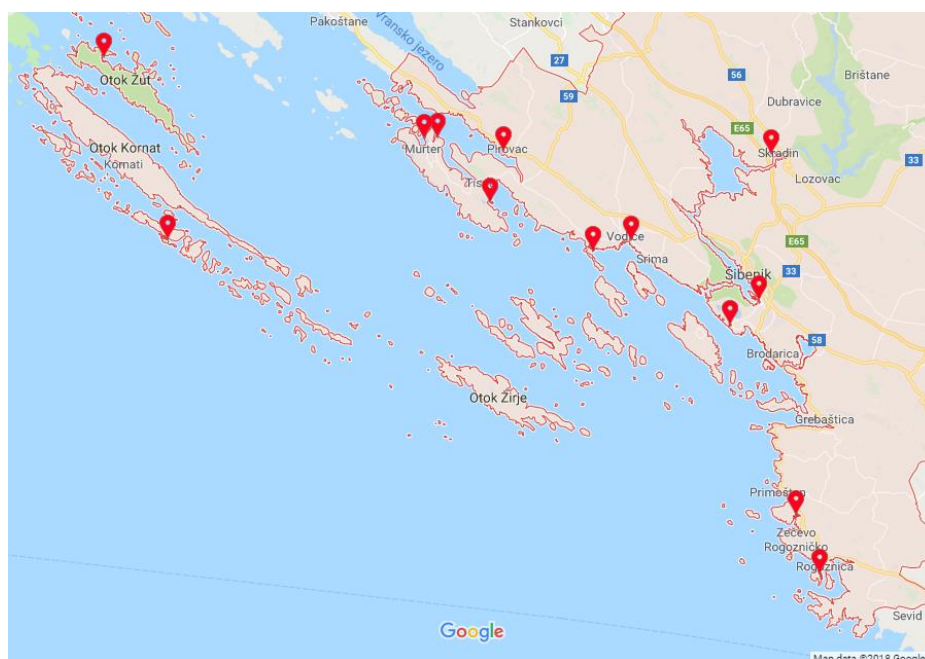 Pakoštane
Stankovci
Vransko jezero
27
56
Brištane
59
Dubravice
Otok Žut
E65
Otok Kornat
Kornati
Murter
Pirovac
Skradin
33
Lozovac
Vodice
Srima
E65
Šibenik
33
58
Brodarica
Otok Žirje
Grebaštica
Primošten
Zečevo
Rogozničko
Rogoznica
Sevid
Google
Map data ©2018 Google